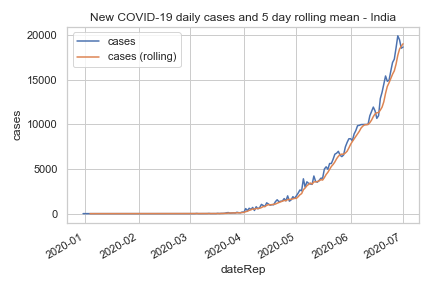 New COVID-19 daily cases and 5 day rolling mean - India
cases
cases (rolling)
20000
15000
10000
5000
0
cases
2020-01
2020-02
2020-03
2020-04
2020-05
2020-06
2020-07
dateRep